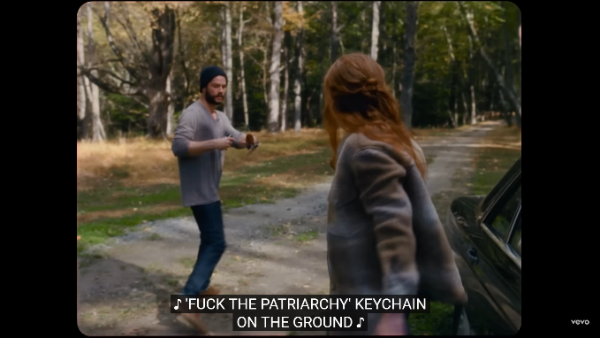 ♪ 'FUCK THE PATRIARCHY' KEYCHAIN
ON THE GROUND ♪
vevo